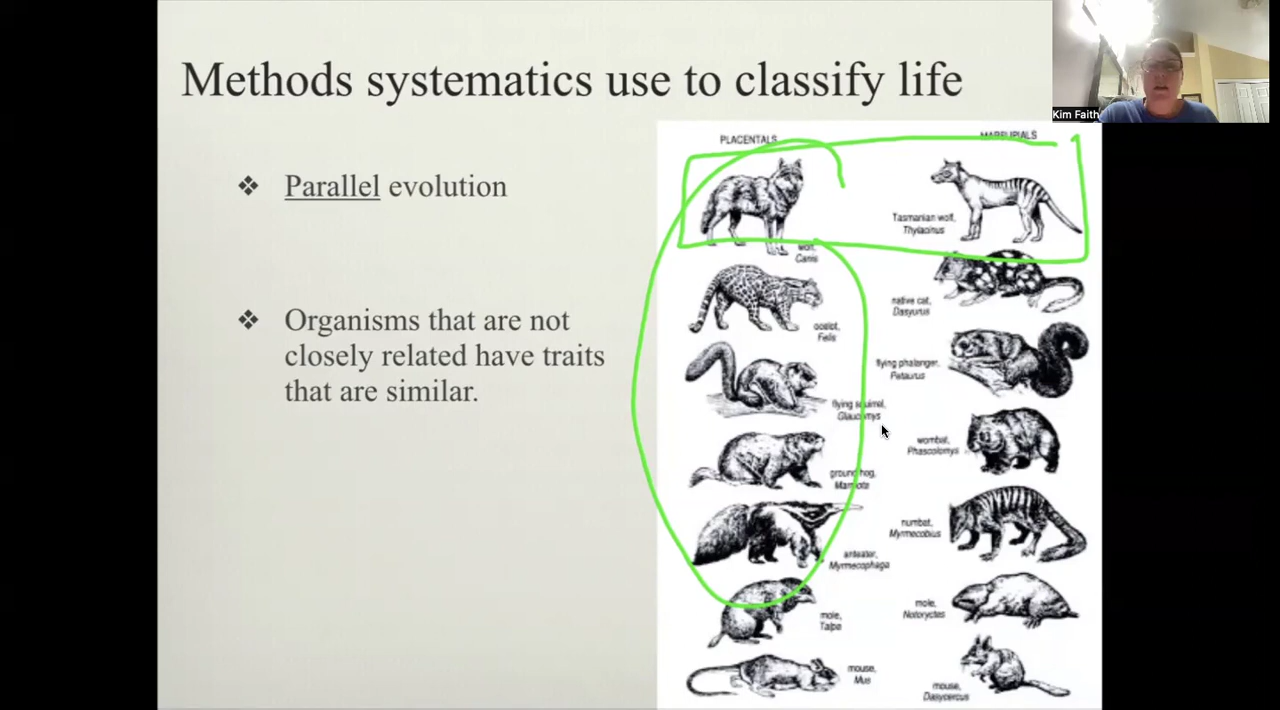 Methods systematics use to classify life
Kim Faith
❖ Parallel evolution
❖ Organisms that are not
closely related have traits
that are similar.
PLACENTALS
MARSUPIALS
wolf,
Canis
Tasmanian wolf,
Thylacinus
ocelot,
Felis
native cat,
Dasyurus
flying squirrel,
Glaucomys
flying phalanger,
Petaurus
ground hog,
Marmota
wombat,
Phascolomys
anteater,
Myrmecophaga
numbat,
Myrmecobius
mole,
Talpa
mole,
Notoryctes
mouse,
Mus
mouse,
Dasycercus